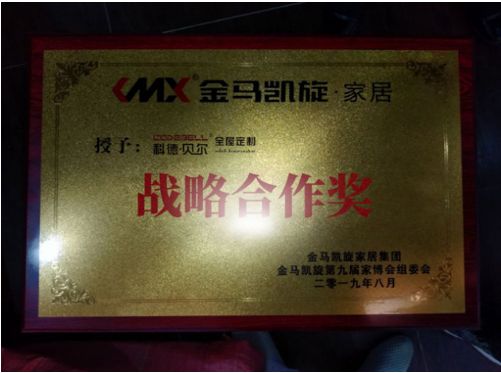 KMX® 金马凯旋·家居
授予：
科德·贝尔 全屋定制
战略合作奖
金马凯旋家居集团
金马凯旋第九届家博会组委会
二零一九年八月